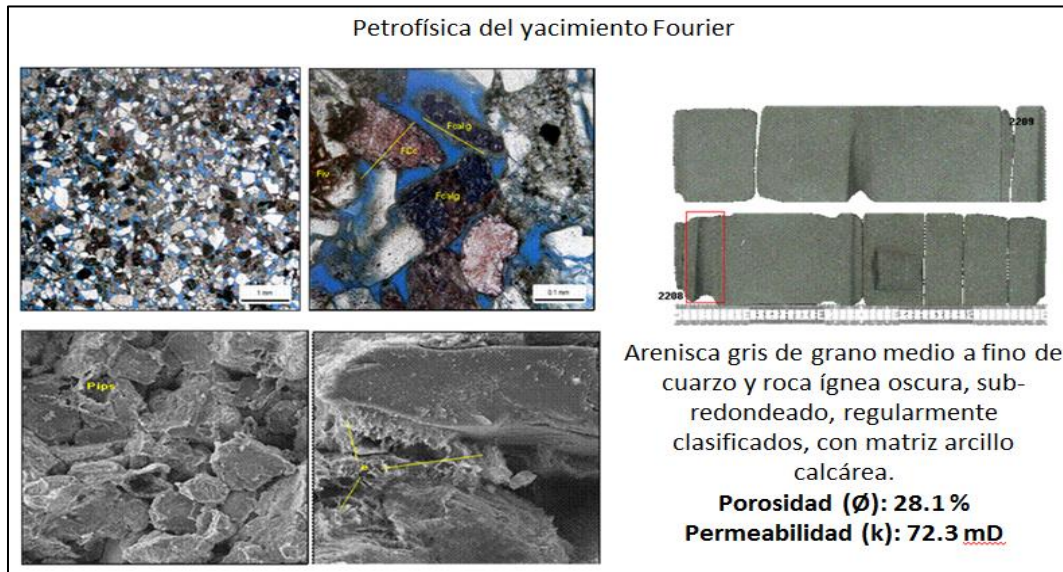 Petrofísica del yacimiento Fourier
1 mm
Fcalg
FCc
Fiv
Fcalg
0.1 mm
2209
2208
Pips
Arenisca gris de grano medio a fino de
cuarzo y roca ígnea oscura, sub-
redondeado, regularmente
clasificados, con matriz arcillo
calcárea.
Porosidad (Ø): 28.1%
Permeabilidad (k): 72.3 mD